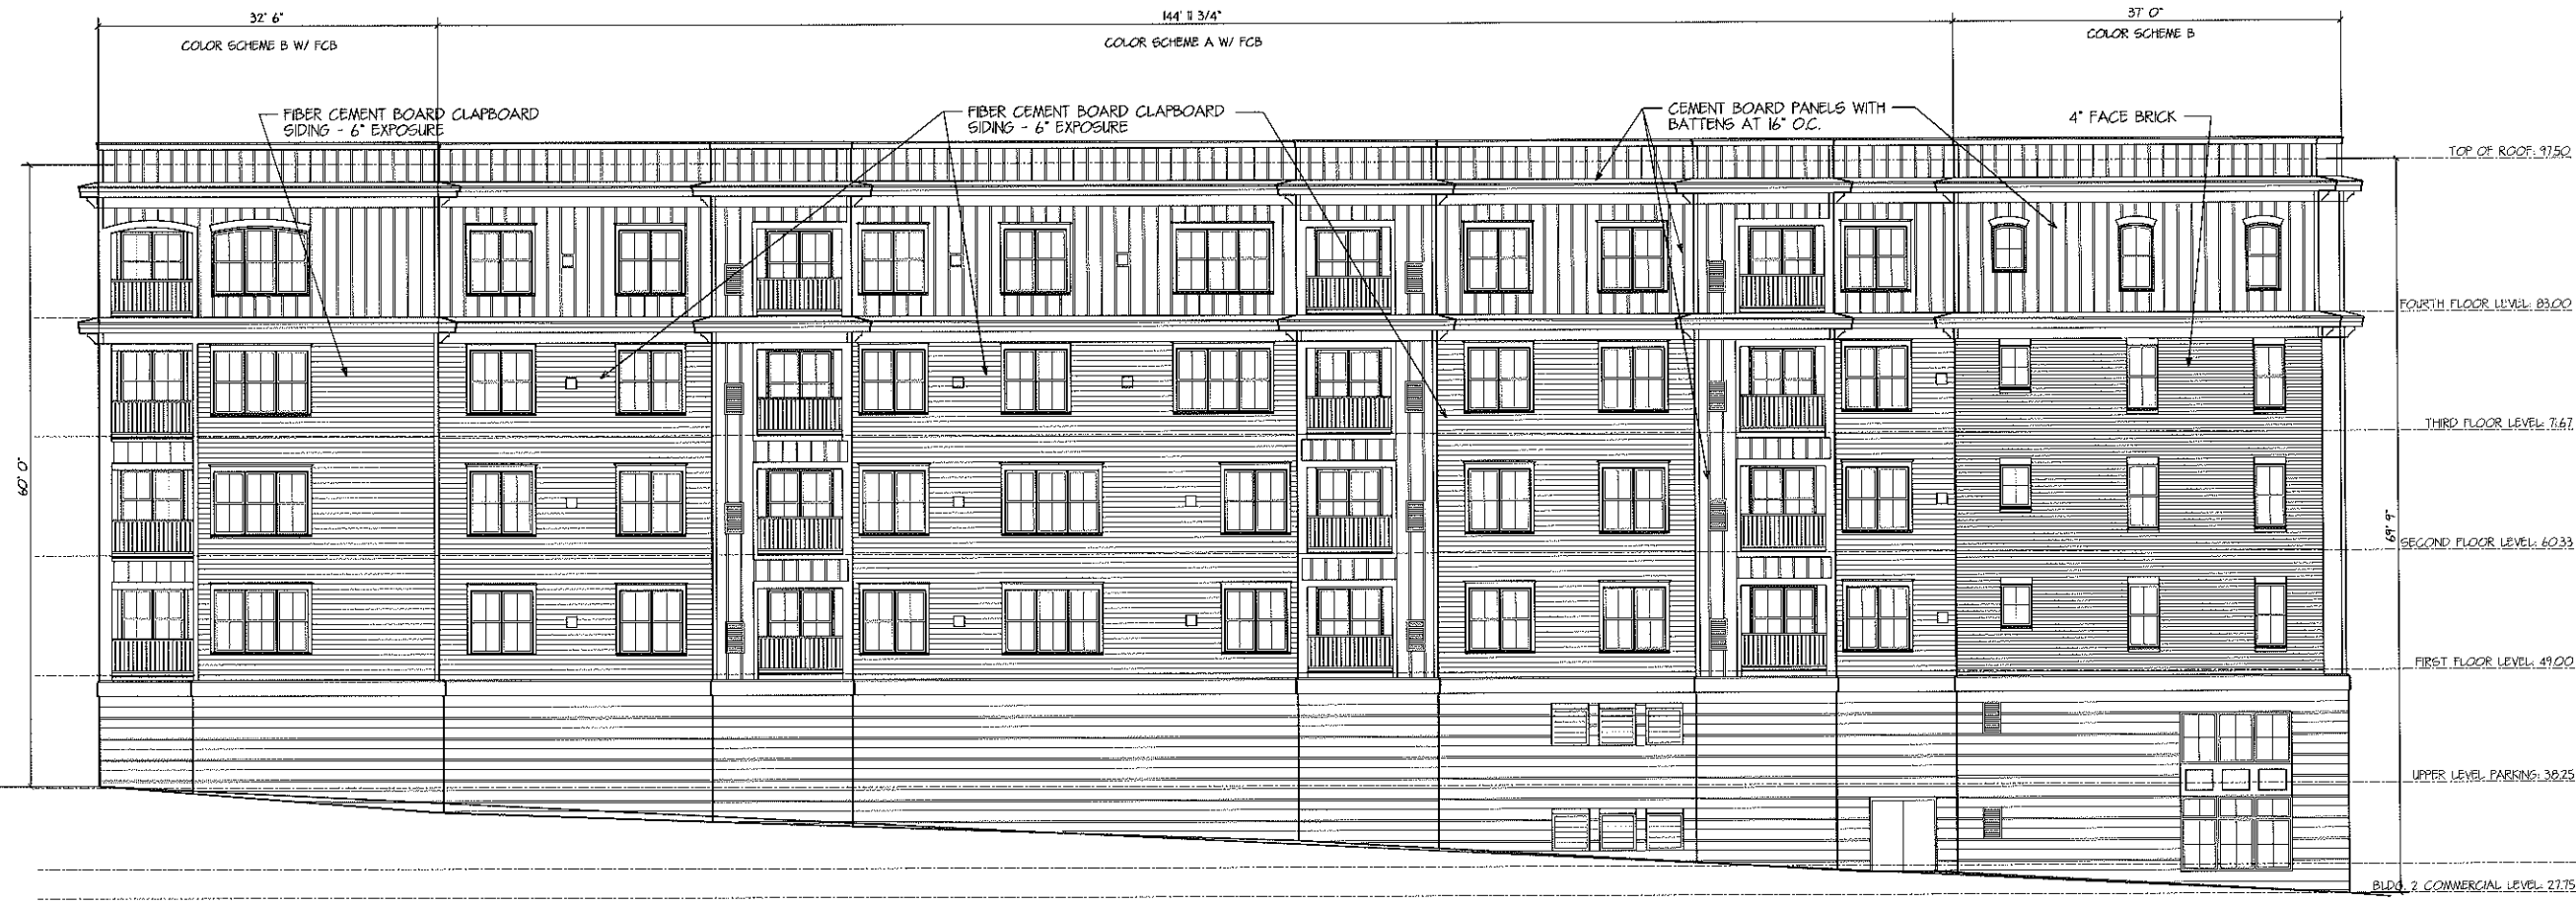 32' 6"
144' 11 3/4"
37' 0"
COLOR SCHEME B W/ FCB
COLOR SCHEME A W/ FCB
COLOR SCHEME B
FIBER CEMENT BOARD CLAPBOARD
SIDING - 6" EXPOSURE
FIBER CEMENT BOARD CLAPBOARD
SIDING - 6" EXPOSURE
CEMENT BOARD PANELS WITH
BATTENS AT 16" O.C.
4" FACE BRICK
TOP OF ROOF: 97.50
FOURTH FLOOR LEVEL: 83.00
THIRD FLOOR LEVEL: 71.67
60' 0"
69' 9"
SECOND FLOOR LEVEL: 60.33
FIRST FLOOR LEVEL: 49.00
UPPER LEVEL PARKING: 38.25
BLDG. 2 COMMERCIAL LEVEL: 27.75